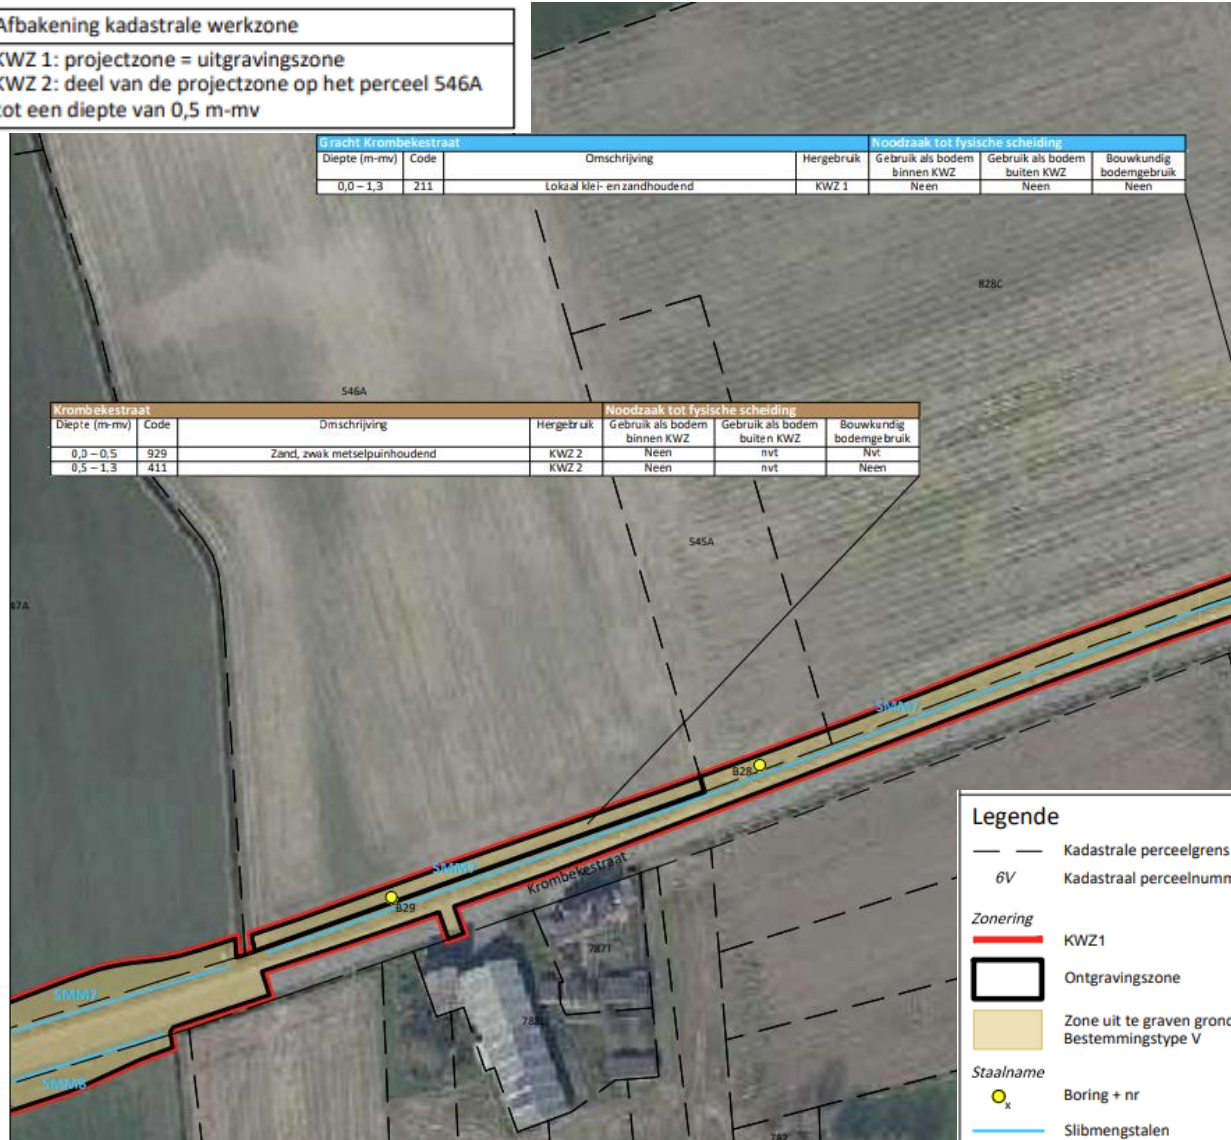 Afbakening kadastrale werkzone
KWZ 1: projectzone = uitgravingszone
KWZ 2: deel van de projectzone op het perceel 546A
tot een diepte van 0,5 m-mv
Gracht Krombekestraat Noodzaak tot fysische scheiding
Diepte (m-mv) Code Omschrijving Hergebruik Gebruik als bodem binnen KWZ Gebruik als bodem buiten KWZ Bouwkundig bodemgebruik
0,0 – 1,3 211 Lokaal klei- en zandhoudend KWZ 1 Neen Neen Neen
828C
546A
Krombekestraat Noodzaak tot fysische scheiding
Diepte (m-mv) Code Omschrijving Hergebruik Gebruik als bodem binnen KWZ Gebruik als bodem buiten KWZ Bouwkundig bodemgebruik
0,0 – 0,5 929 Zand, zwak metselpuinhoudend KWZ 2 Neen nvt Nvt
0,5 – 1,3 411 KWZ 2 Neen nvt Neen
545A
47A
SMM7
B28
SMM7
Krombekestraat
B29
787T
SMM7
SMM8
782
Legende
Kadastrale perceelgrens
6V Kadastraal perceelnumm
Zonering
KWZ1
Ontgravingszone
Zone uit te graven grond
Bestemmingstype V
Staalname
x Boring + nr
Slibmengstalen